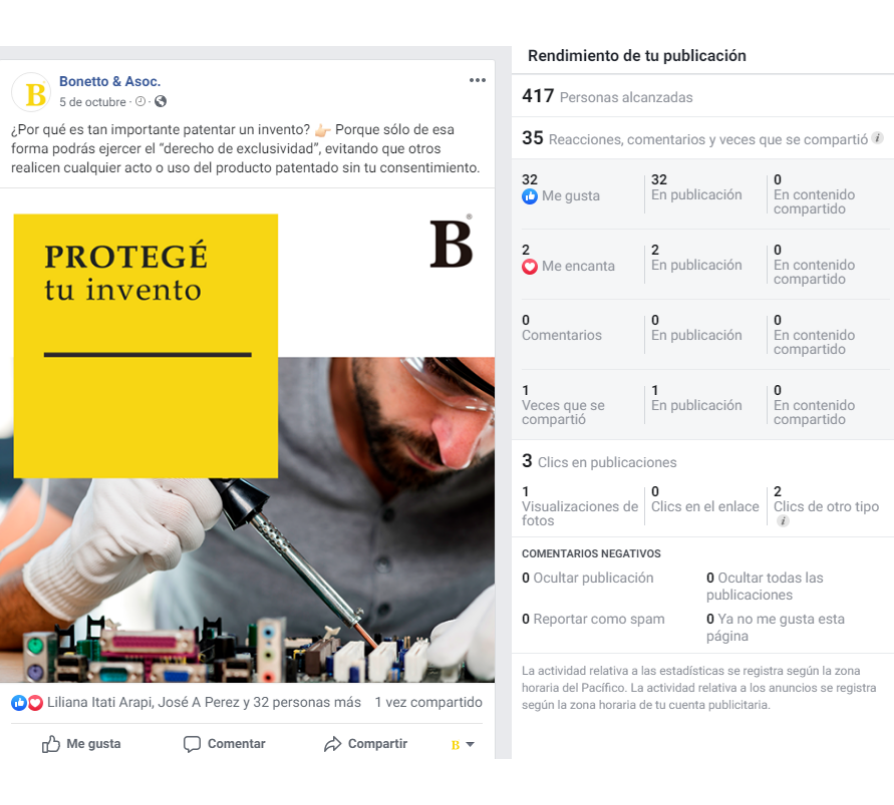 Bonetto & Asoc.
5 de octubre ·
¿Por qué es tan importante patentar un invento? 👉🏻 Porque sólo de esa
forma podrás ejercer el “derecho de exclusividad”, evitando que otros
realicen cualquier acto o uso del producto patentado sin tu consentimiento.
PROTEGÉ
tu invento
B®
Liliana Itati Arapi, José A Perez y 32 personas más 1 vez compartido
Me gusta Comentar Compartir B
Rendimiento de tu publicación
417 Personas alcanzadas
35 Reacciones, comentarios y veces que se compartió i
32 32 0
Me gusta En publicación En contenido
compartido
2 2 0
Me encanta En publicación En contenido
compartido
0 0 0
Comentarios En publicación En contenido
compartido
1 1 0
Veces que se En publicación En contenido
compartió compartido
3 Clics en publicaciones
1 0 2
Visualizaciones de Clics en el enlace Clics de otro tipo
fotos i
COMENTARIOS NEGATIVOS
0 Ocultar publicación 0 Ocultar todas las
publicaciones
0 Reportar como spam 0 Ya no me gusta esta
página
La actividad relativa a las estadísticas se registra según la zona
horaria del Pacífico. La actividad relativa a los anuncios se registra
según la zona horaria de tu cuenta publicitaria.